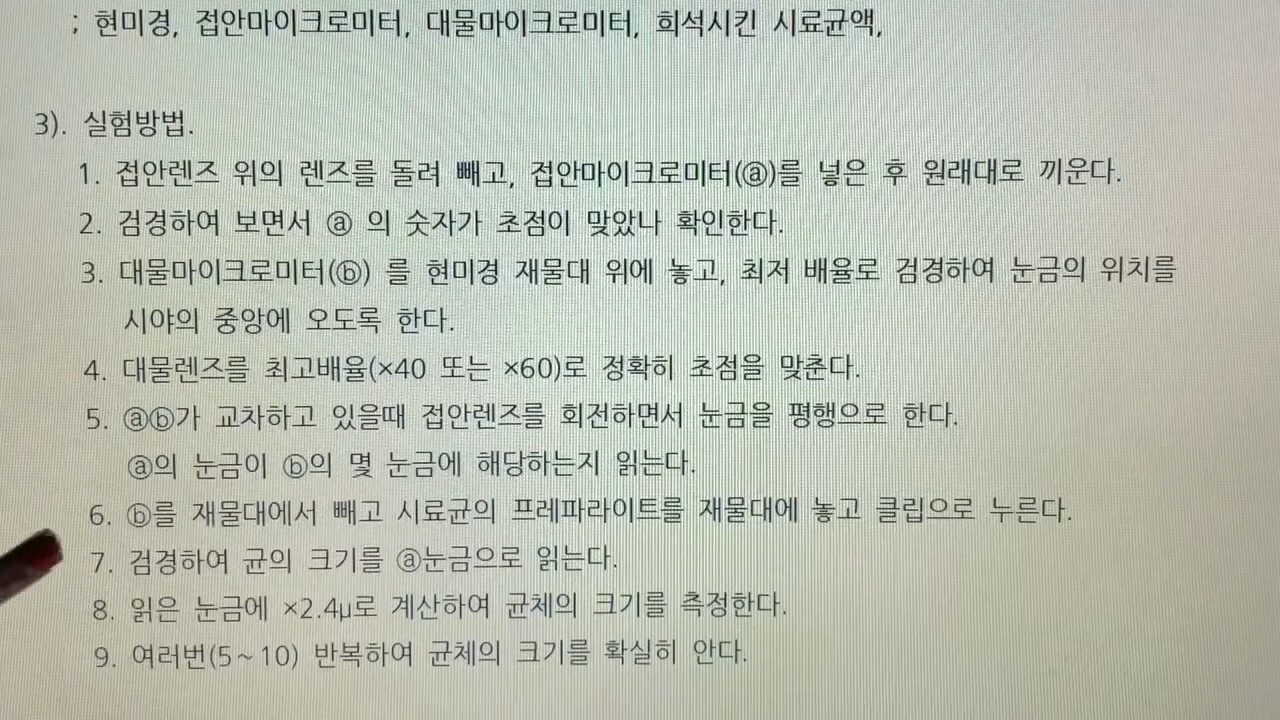 ; 현미경, 접안마이크로미터, 대물마이크로미터, 희석시킨 시료균액,
3). 실험방법.
1. 접안렌즈 위의 렌즈를 돌려 빼고, 접안마이크로미터(ⓐ)를 넣은 후 원래대로 끼운다.
2. 검경하여 보면서 ⓐ 의 숫자가 초점이 맞았나 확인한다.
3. 대물마이크로미터(ⓑ) 를 현미경 재물대 위에 놓고, 최저 배율로 검경하여 눈금의 위치를
시야의 중앙에 오도록 한다.
4. 대물렌즈를 최고배율(×40 또는 ×60)로 정확히 초점을 맞춘다.
5. ⓐⓑ가 교차하고 있을때 접안렌즈를 회전하면서 눈금을 평행으로 한다.
ⓐ의 눈금이 ⓑ의 몇 눈금에 해당하는지 읽는다.
6. ⓑ를 재물대에서 빼고 시료균의 프레파라이트를 재물대에 놓고 클립으로 누른다.
7. 검경하여 균의 크기를 ⓐ눈금으로 읽는다.
8. 읽은 눈금에 ×2.4μ로 계산하여 균체의 크기를 측정한다.
9. 여러번(5~10) 반복하여 균체의 크기를 확실히 안다.